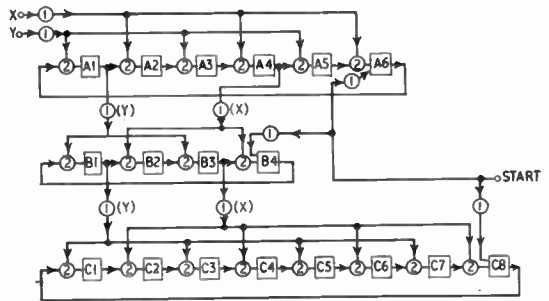 X 1
Y 1
2 A1 2 A2 2 A3 2 A4 2 A5 2 A6
1
1 (Y) 1 (X) 1
2 B1 2 B2 2 B3 2 B4
START
1 (Y) 1 (X) 1
2 C1 2 C2 2 C3 2 C4 2 C5 2 C6 2 C7 2 C8